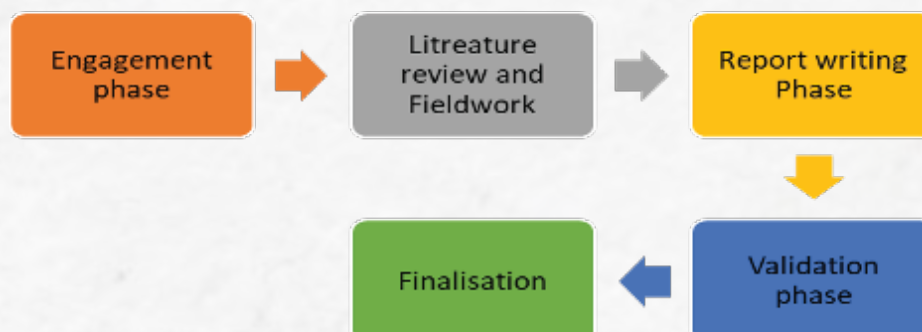 Engagement
phase
Litreature
review and
Fieldwork
Report writing
Phase
Validation
phase
Finalisation